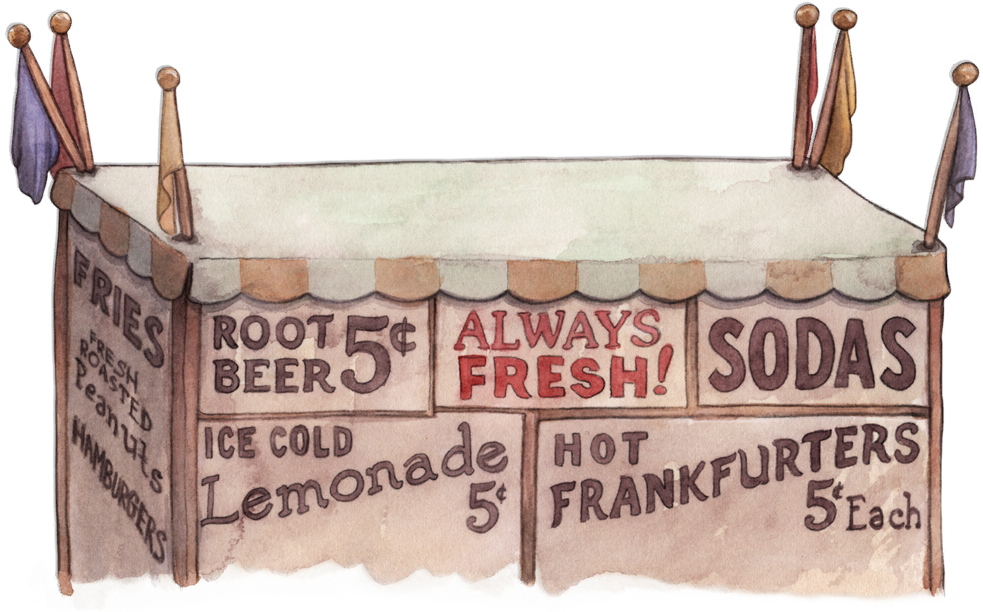 FRIES
FRESH
ROASTED
Peanuts
HAMBURGERS
ROOT
BEER 5¢
ALWAYS
FRESH!
SODAS
ICE COLD
Lemonade
5¢
HOT
FRANKFURTERS
5¢ Each